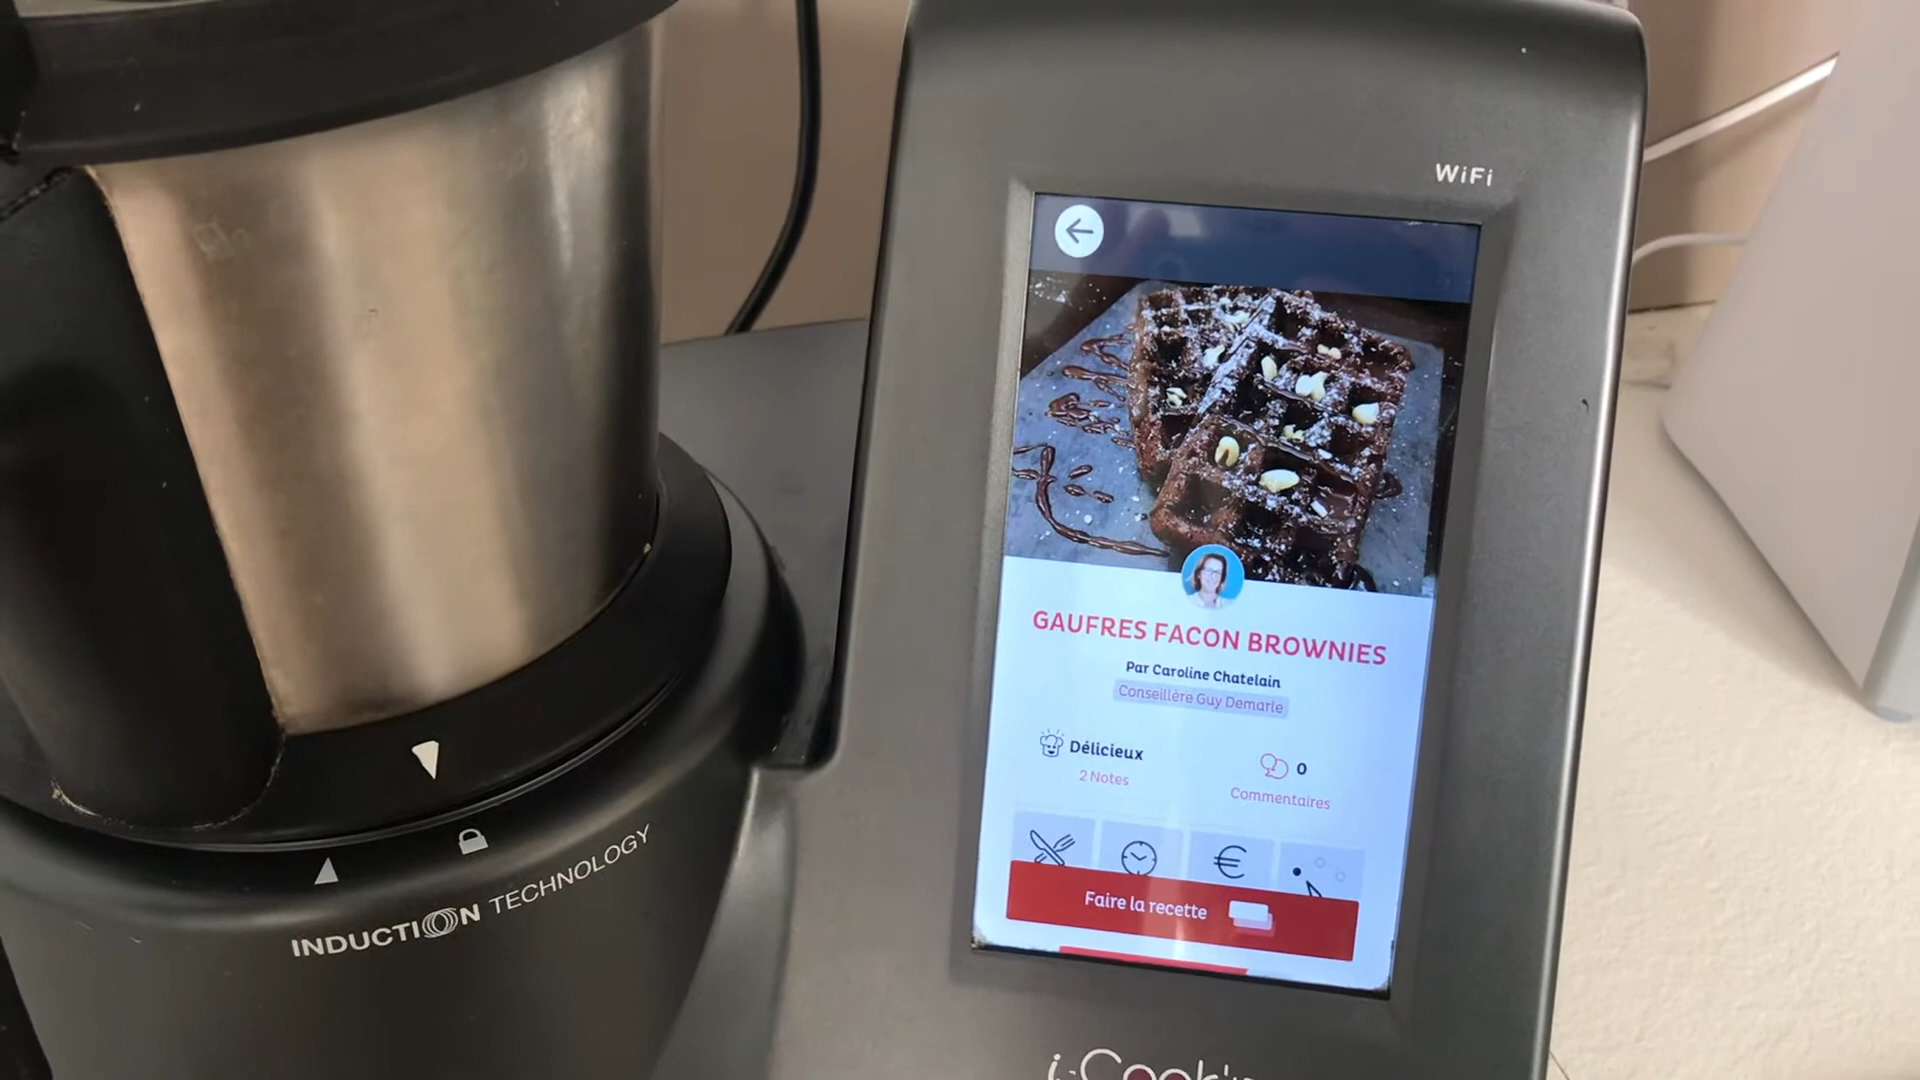 WiFi
GAUFRES FACON BROWNIES
Par Caroline Chatelain
Conseillère Guy Demarle
Délicieux
2 Notes
0
Commentaires
€
Faire la recette
INDUCTION TECHNOLOGY